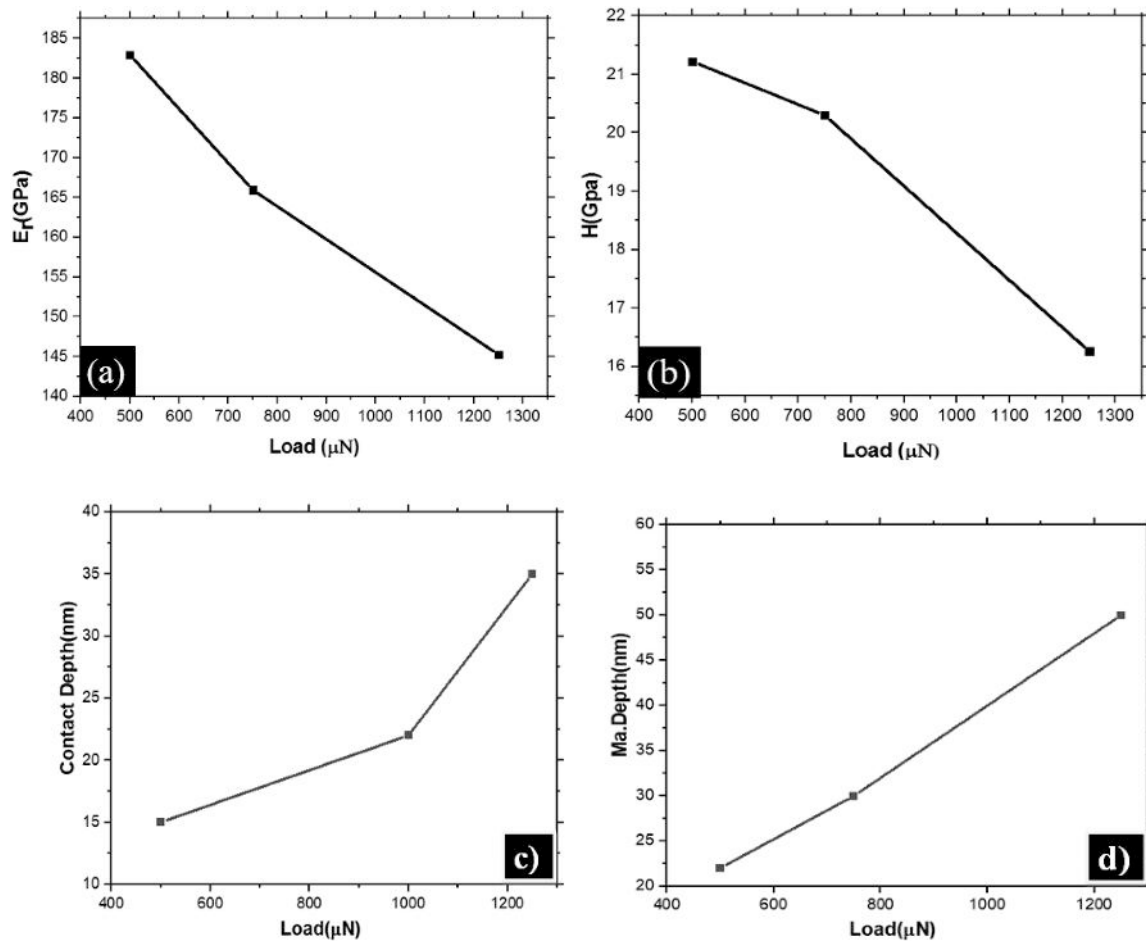 185
180
175
170
165
160
155
150
145
140
Er(GPa)
(a)
400 500 600 700 800 900 1000 1100 1200 1300
Load (μN)
22
21
20
19
18
17
16
H(Gpa)
(b)
400 500 600 700 800 900 1000 1100 1200 1300
Load (μN)
40
35
30
25
20
15
10
Contact Depth(nm)
c)
400 600 800 1000 1200
Load(μN)
60
55
50
45
40
35
30
25
20
Ma.Depth(nm)
d)
400 600 800 1000 1200
Load(μN)